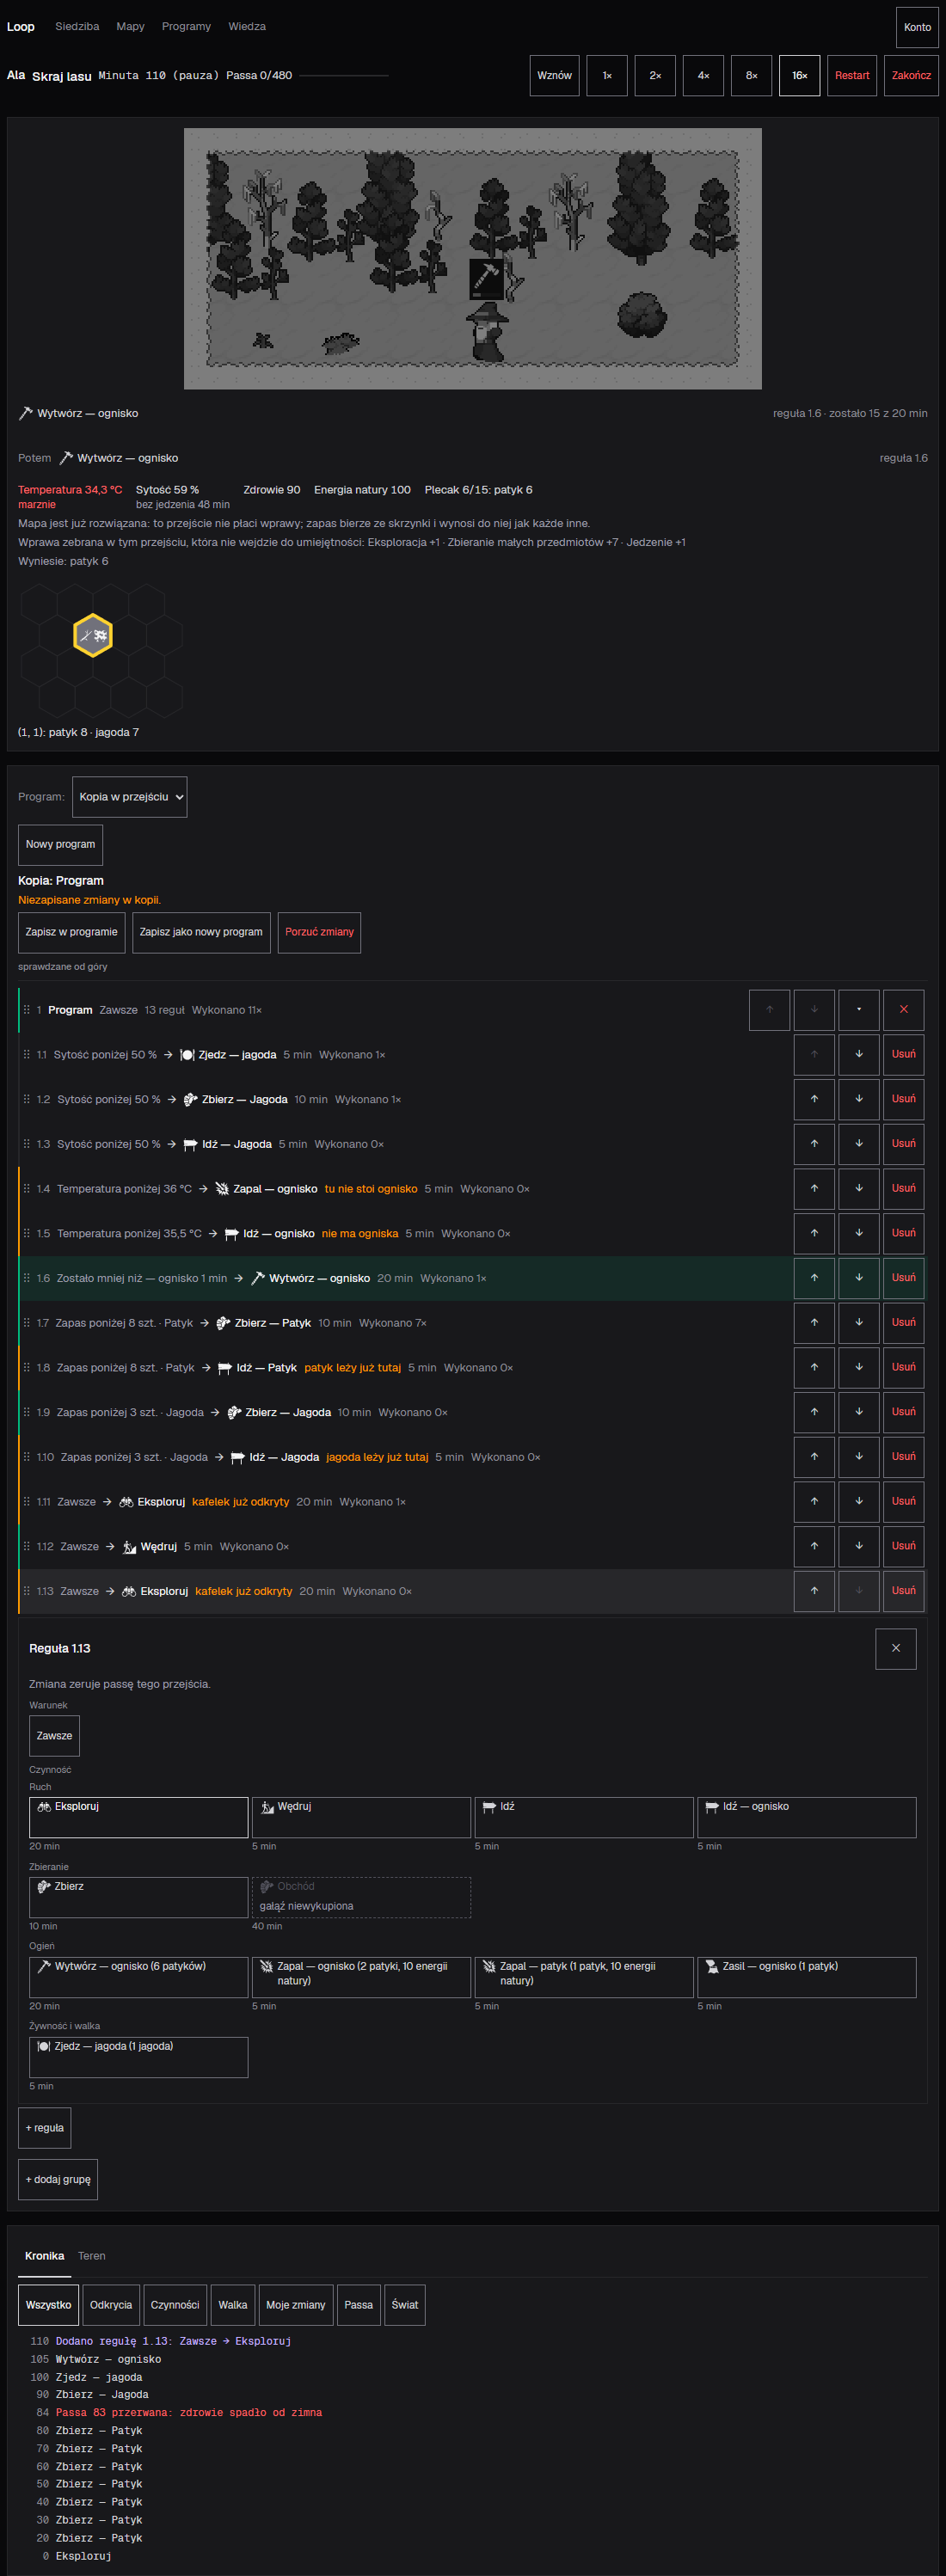 Loop Siedziba Mapy Programy Wiedza Konto
Ala Skraj lasu Minuta 110 (pauza) Passa 0/480 Wznów 1× 2× 4× 8× 16× Restart Zakończ
Wytwórz — ognisko reguła 1.6 · zostało 15 z 20 min
Potem Wytwórz — ognisko reguła 1.6
Temperatura 34,3 °C Sytość 59 % Zdrowie 90 Energia natury 100 Plecak 6/15: patyk 6
marznie bez jedzenia 48 min
Mapa jest już rozwiązana: to przejście nie płaci wprawy; zapas bierze ze skrzynki i wynosi do niej jak każde inne.
Wprawa zebrana w tym przejściu, która nie wejdzie do umiejętności: Eksploracja +1 · Zbieranie małych przedmiotów +7 · Jedzenie +1
Wyniesie: patyk 6
(1, 1): patyk 8 · jagoda 7
Program: Kopia w przejściu
Nowy program
Kopia: Program
Niezapisane zmiany w kopii.
Zapisz w programie Zapisz jako nowy program Porzuć zmiany
sprawdzane od góry
1 Program Zawsze 13 reguł Wykonano 11× ↑ ↓ ×
1.1 Sytość poniżej 50 % → Zjedz — jagoda 5 min Wykonano 1× ↑ ↓ Usuń
1.2 Sytość poniżej 50 % → Zbierz — Jagoda 10 min Wykonano 1× ↑ ↓ Usuń
1.3 Sytość poniżej 50 % → Idź — Jagoda 5 min Wykonano 0× ↑ ↓ Usuń
1.4 Temperatura poniżej 36 °C → Zapal — ognisko tu nie stoi ognisko 5 min Wykonano 0× ↑ ↓ Usuń
1.5 Temperatura poniżej 35,5 °C → Idź — ognisko nie ma ogniska 5 min Wykonano 0× ↑ ↓ Usuń
1.6 Zostało mniej niż — ognisko 1 min → Wytwórz — ognisko 20 min Wykonano 1× ↑ ↓ Usuń
1.7 Zapas poniżej 8 szt. · Patyk → Zbierz — Patyk 10 min Wykonano 7× ↑ ↓ Usuń
1.8 Zapas poniżej 8 szt. · Patyk → Idź — Patyk patyk leży już tutaj 5 min Wykonano 0× ↑ ↓ Usuń
1.9 Zapas poniżej 3 szt. · Jagoda → Zbierz — Jagoda 10 min Wykonano 0× ↑ ↓ Usuń
1.10 Zapas poniżej 3 szt. · Jagoda → Idź — Jagoda jagoda leży już tutaj 5 min Wykonano 0× ↑ ↓ Usuń
1.11 Zawsze → Eksploruj kafelek już odkryty 20 min Wykonano 1× ↑ ↓ Usuń
1.12 Zawsze → Wędruj 5 min Wykonano 0× ↑ ↓ Usuń
1.13 Zawsze → Eksploruj kafelek już odkryty 20 min Wykonano 0× ↑ ↓ Usuń
Reguła 1.13 ×
Zmiana zeruje passę tego przejścia.
Warunek
Zawsze
Czynność
Ruch
Eksploruj Wędruj Idź Idź — ognisko
20 min 5 min 5 min 5 min
Zbieranie
Zbierz Obchód
gałąź niewykupiona
10 min 40 min
Ogień
Wytwórz — ognisko (6 patyków) Zapal — ognisko (2 patyki, 10 energii natury) Zapal — patyk (1 patyk, 10 energii natury) Zasil — ognisko (1 patyk)
20 min 5 min 5 min 5 min
Żywność i walka
Zjedz — jagoda (1 jagoda)
5 min
+ reguła
+ dodaj grupę
Kronika Teren
Wszystko Odkrycia Czynności Walka Moje zmiany Passa Świat
110 Dodano regułę 1.13: Zawsze → Eksploruj
105 Wytwórz — ognisko
100 Zjedz — jagoda
90 Zbierz — Jagoda
84 Passa 83 przerwana: zdrowie spadło od zimna
80 Zbierz — Patyk
70 Zbierz — Patyk
60 Zbierz — Patyk
50 Zbierz — Patyk
40 Zbierz — Patyk
30 Zbierz — Patyk
20 Zbierz — Patyk
0 Eksploruj